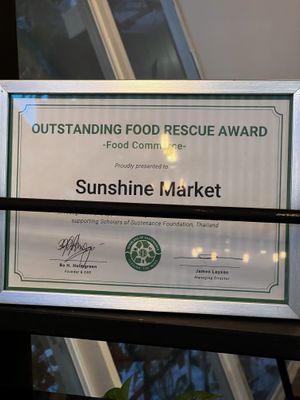 OUTSTANDING FOOD RESCUE AWARD
-Food Commerce-
Proudly presented to
Sunshine Market
supporting Scholars of Sustenance Foundation, Thailand
Bo H. Holmgreen
Founder & CEO
James Leyson
Managing Director